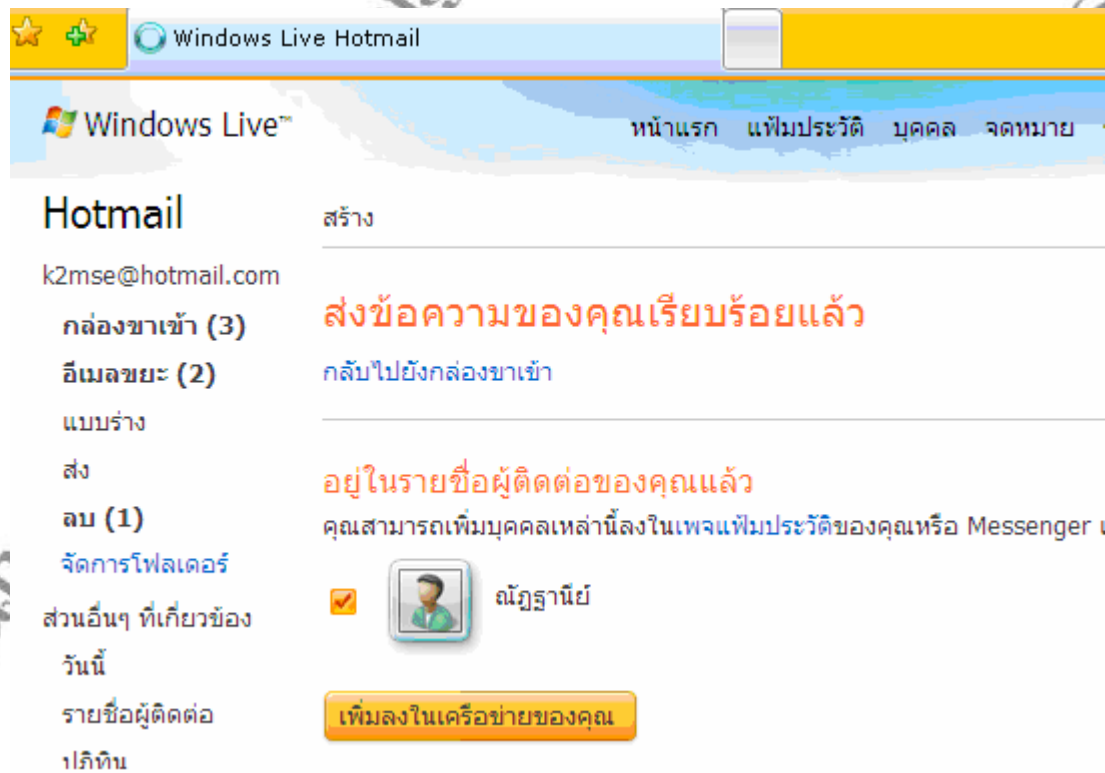 Windows Live Hotmail
Windows Live™
หน้าแรก แฟ้มประวัติ บุคคล จดหมาย
Hotmail
สร้าง
k2mse@hotmail.com
กล่องขาเข้า (3)
อีเมลขยะ (2)
แบบร่าง
ส่ง
ลบ (1)
จัดการโฟลเดอร์
ส่วนอื่นๆ ที่เกี่ยวข้อง
วันนี้
รายชื่อผู้ติดต่อ
ปฏิทิน
ส่งข้อความของคุณเรียบร้อยแล้ว
กลับไปยังกล่องขาเข้า
อยู่ในรายชื่อผู้ติดต่อของคุณแล้ว
คุณสามารถเพิ่มบุคคลเหล่านี้ลงในเพจแฟ้มประวัติของคุณหรือ Messenger
ณัฏฐานีย์
เพิ่มลงในเครือข่ายของคุณ